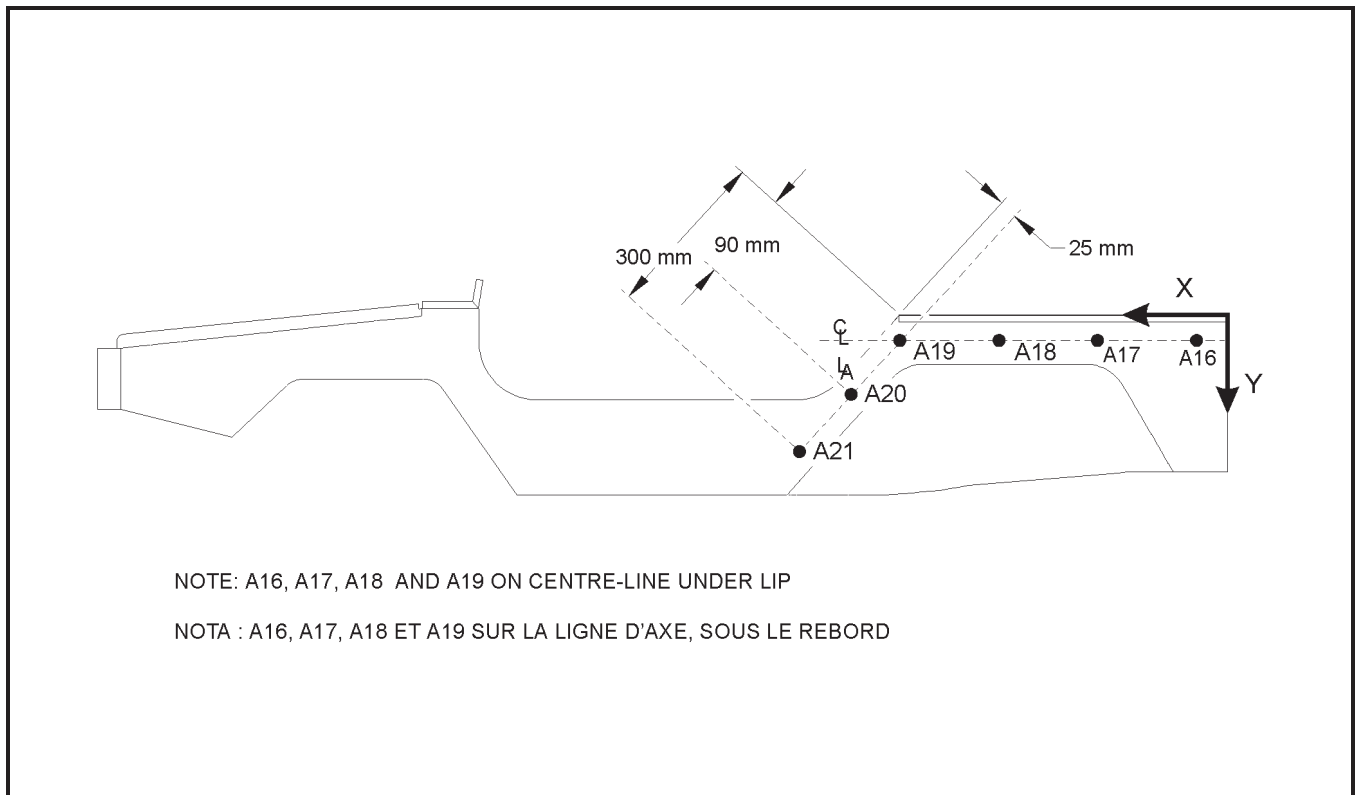 90 mm
300 mm
25 mm
X
CL
A19
A18
A17
A16
LA
Y
A20
A21
NOTE: A16, A17, A18 AND A19 ON CENTRE-LINE UNDER LIP
NOTA : A16, A17, A18 ET A19 SUR LA LIGNE D'AXE, SOUS LE REBORD